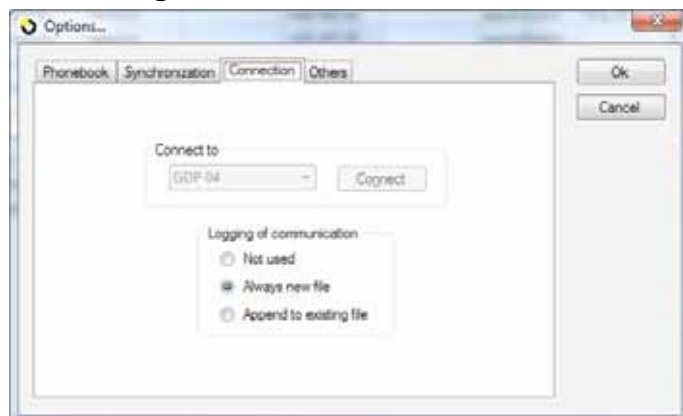 Options...
Phonebook Synchronization Connection Others
Ok
Cancel
Connect to
GDP-04 Connect
Logging of communication
Not used
Always new file
Append to existing file